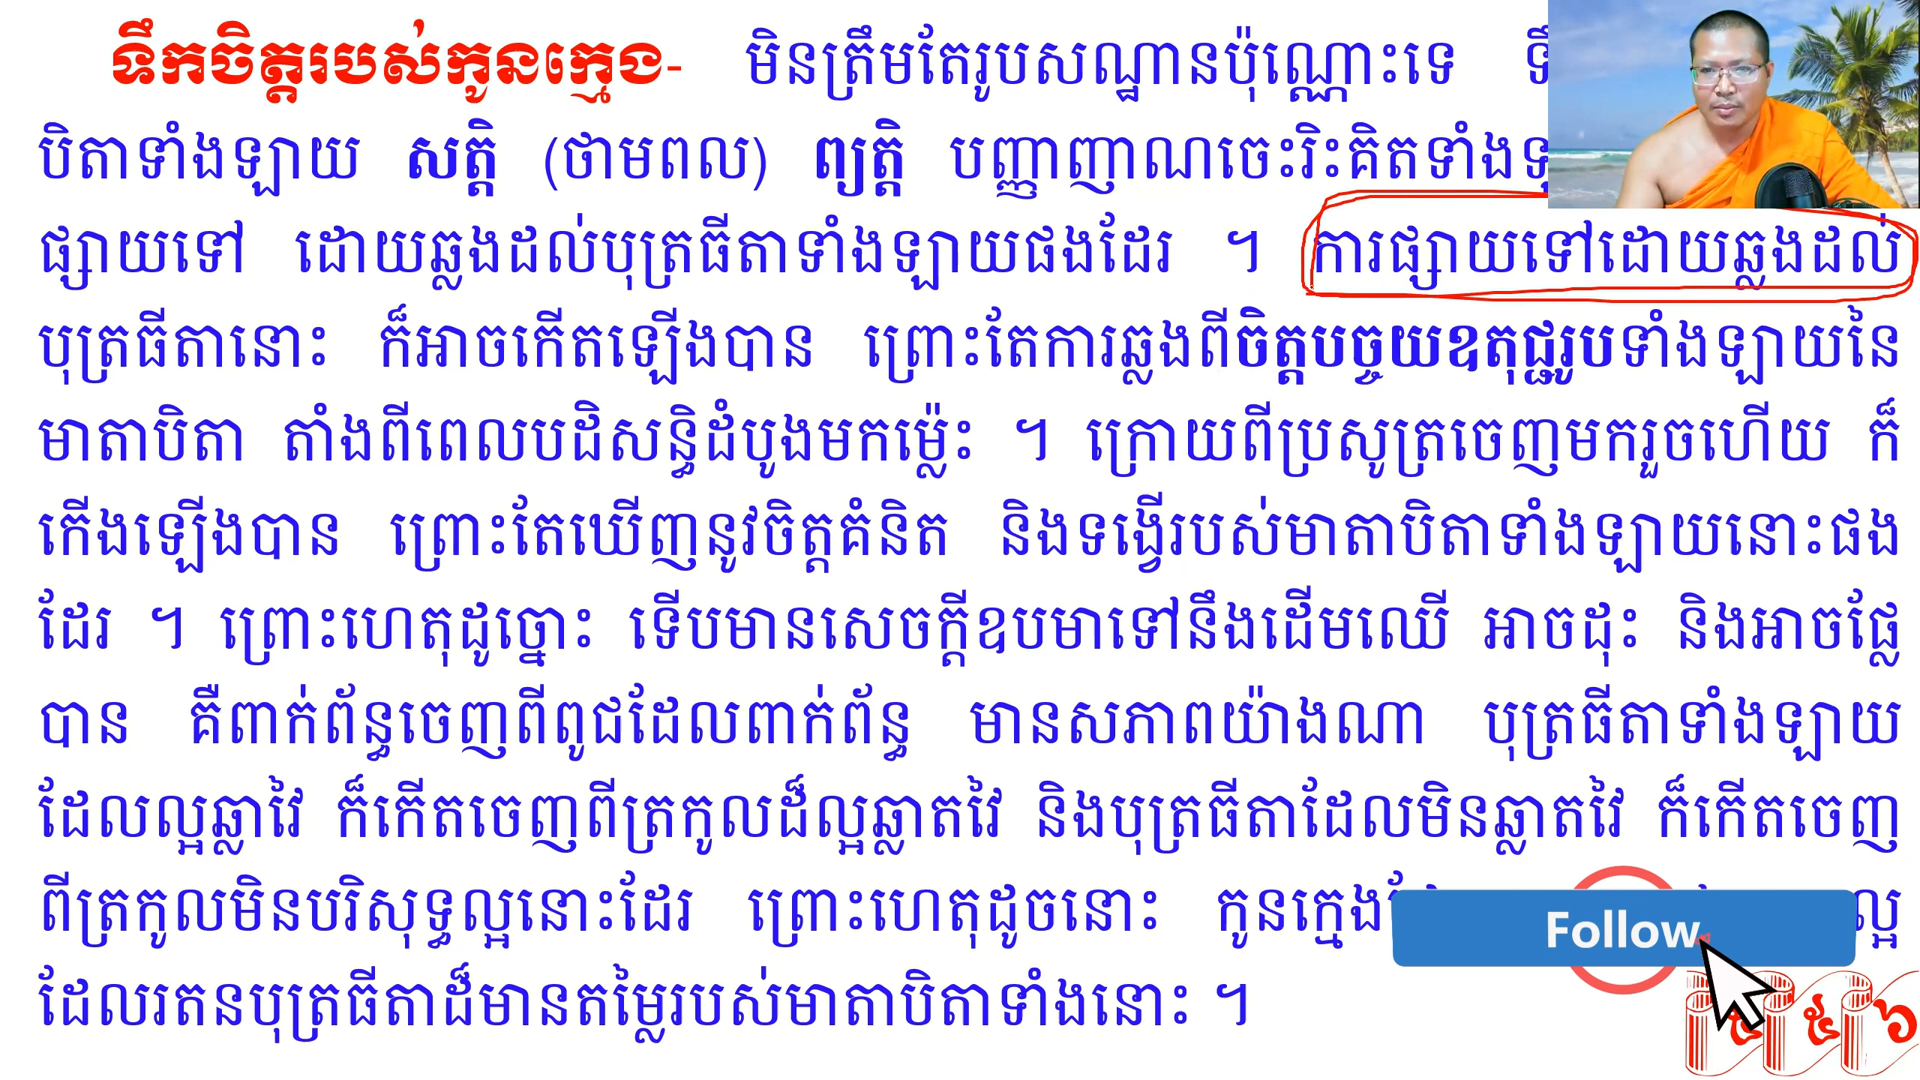 ទឹកចិត្តរបស់កូនក្មេង- មិនត្រឹមតែរូបសណ្ឋានប៉ុណ្ណោះទេ
បិតាទាំងឡាយ សត្តិ (ថាមពល) ព្យត្តិ បញ្ញាញាណចេះរិះគិតទាំង
ផ្សាយទៅ ដោយឆ្លងដល់បុត្រធីតាទាំងឡាយផងដែរ ។ ការផ្សាយទៅដោយឆ្លងដល់
បុត្រធីតានោះ ក៏អាចកើតឡើងបាន ព្រោះតែការឆ្លងពីចិត្តបច្ចយឧតុជ្ជរូបទាំងឡាយនៃ
មាតាបិតា តាំងពីពេលបដិសន្ធិដំបូងមកម៉្លេះ ។ ក្រោយពីប្រសូត្រចេញមករួចហើយ ក៏
កើងឡើងបាន ព្រោះតែឃើញនូវចិត្តគំនិត និងទង្វើរបស់មាតាបិតាទាំងឡាយនោះផង
ដែរ ។ ព្រោះហេតុដូច្នោះ ទើបមានសេចក្តីឧបមាទៅនឹងដើមឈើ អាចដុះ និងអាចផ្លែ
បាន គឺពាក់ព័ន្ធចេញពីពូជដែលពាក់ព័ន្ធ មានសភាពយ៉ាងណា បុត្រធីតាទាំងឡាយ
ដែលល្អឆ្លាវៃ ក៏កើតចេញពីត្រកូលដ៏ល្អឆ្លាតវៃ និងបុត្រធីតាដែលមិនឆ្លាតវៃ ក៏កើតចេញ
ពីត្រកូលមិនបរិសុទ្ធល្អនោះដែរ ព្រោះហេតុដូចនោះ កូនក្មេង ល្អ
ដែលរតនបុត្រធីតាដ៏មានតម្លៃរបស់មាតាបិតាទាំងនោះ ។
Follow